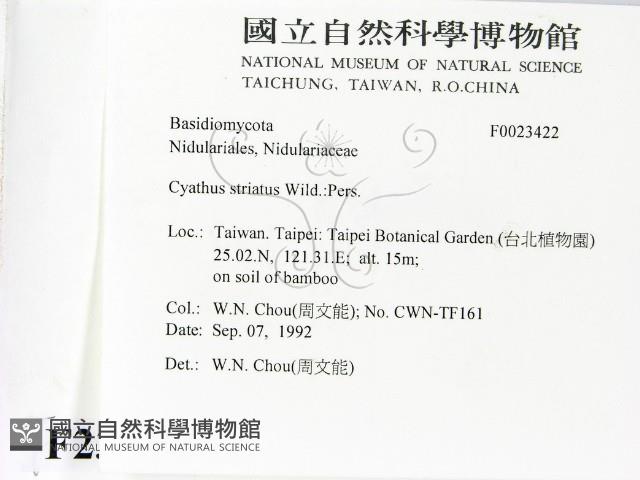 國立自然科學博物館
NATIONAL MUSEUM OF NATURAL SCIENCE
TAICHUNG, TAIWAN, R.O.CHINA
Basidiomycota F0023422
Nidulariales, Nidulariaceae
Cyathus striatus Wild.:Pers.
Loc.: Taiwan. Taipei: Taipei Botanical Garden (台北植物園)
25.02.N, 121.31.E; alt. 15m;
on soil of bamboo
Col.: W.N. Chou(周文能); No. CWN-TF161
Date: Sep. 07, 1992
Det.: W.N. Chou(周文能)
國立自然科學博物館
NATIONAL MUSEUM OF NATURAL SCIENCE